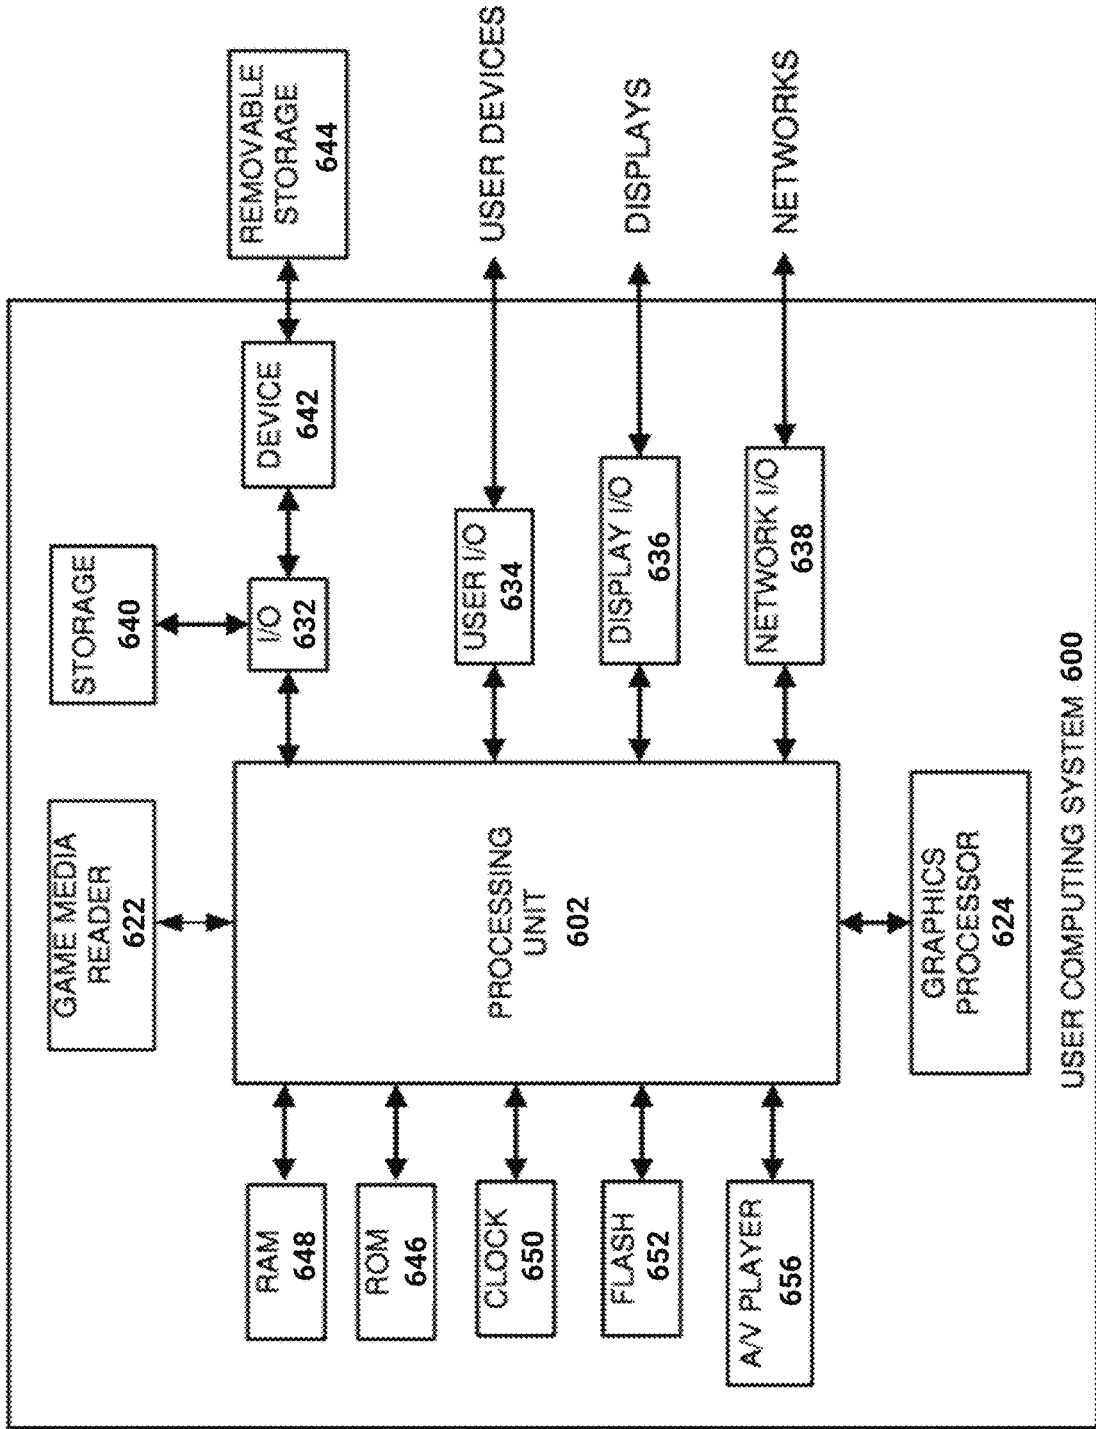 RAM
648
ROM
646
CLOCK
650
FLASH
652
A/V PLAYER
656
GAME MEDIA
READER
622
PROCESSING
UNIT
602
GRAPHICS
PROCESSOR
624
STORAGE
640
I/O
632
DEVICE
642
REMOVABLE
STORAGE
644
USER I/O
634
USER DEVICES
DISPLAY I/O
636
DISPLAYS
NETWORK I/O
638
NETWORKS
USER COMPUTING SYSTEM 600